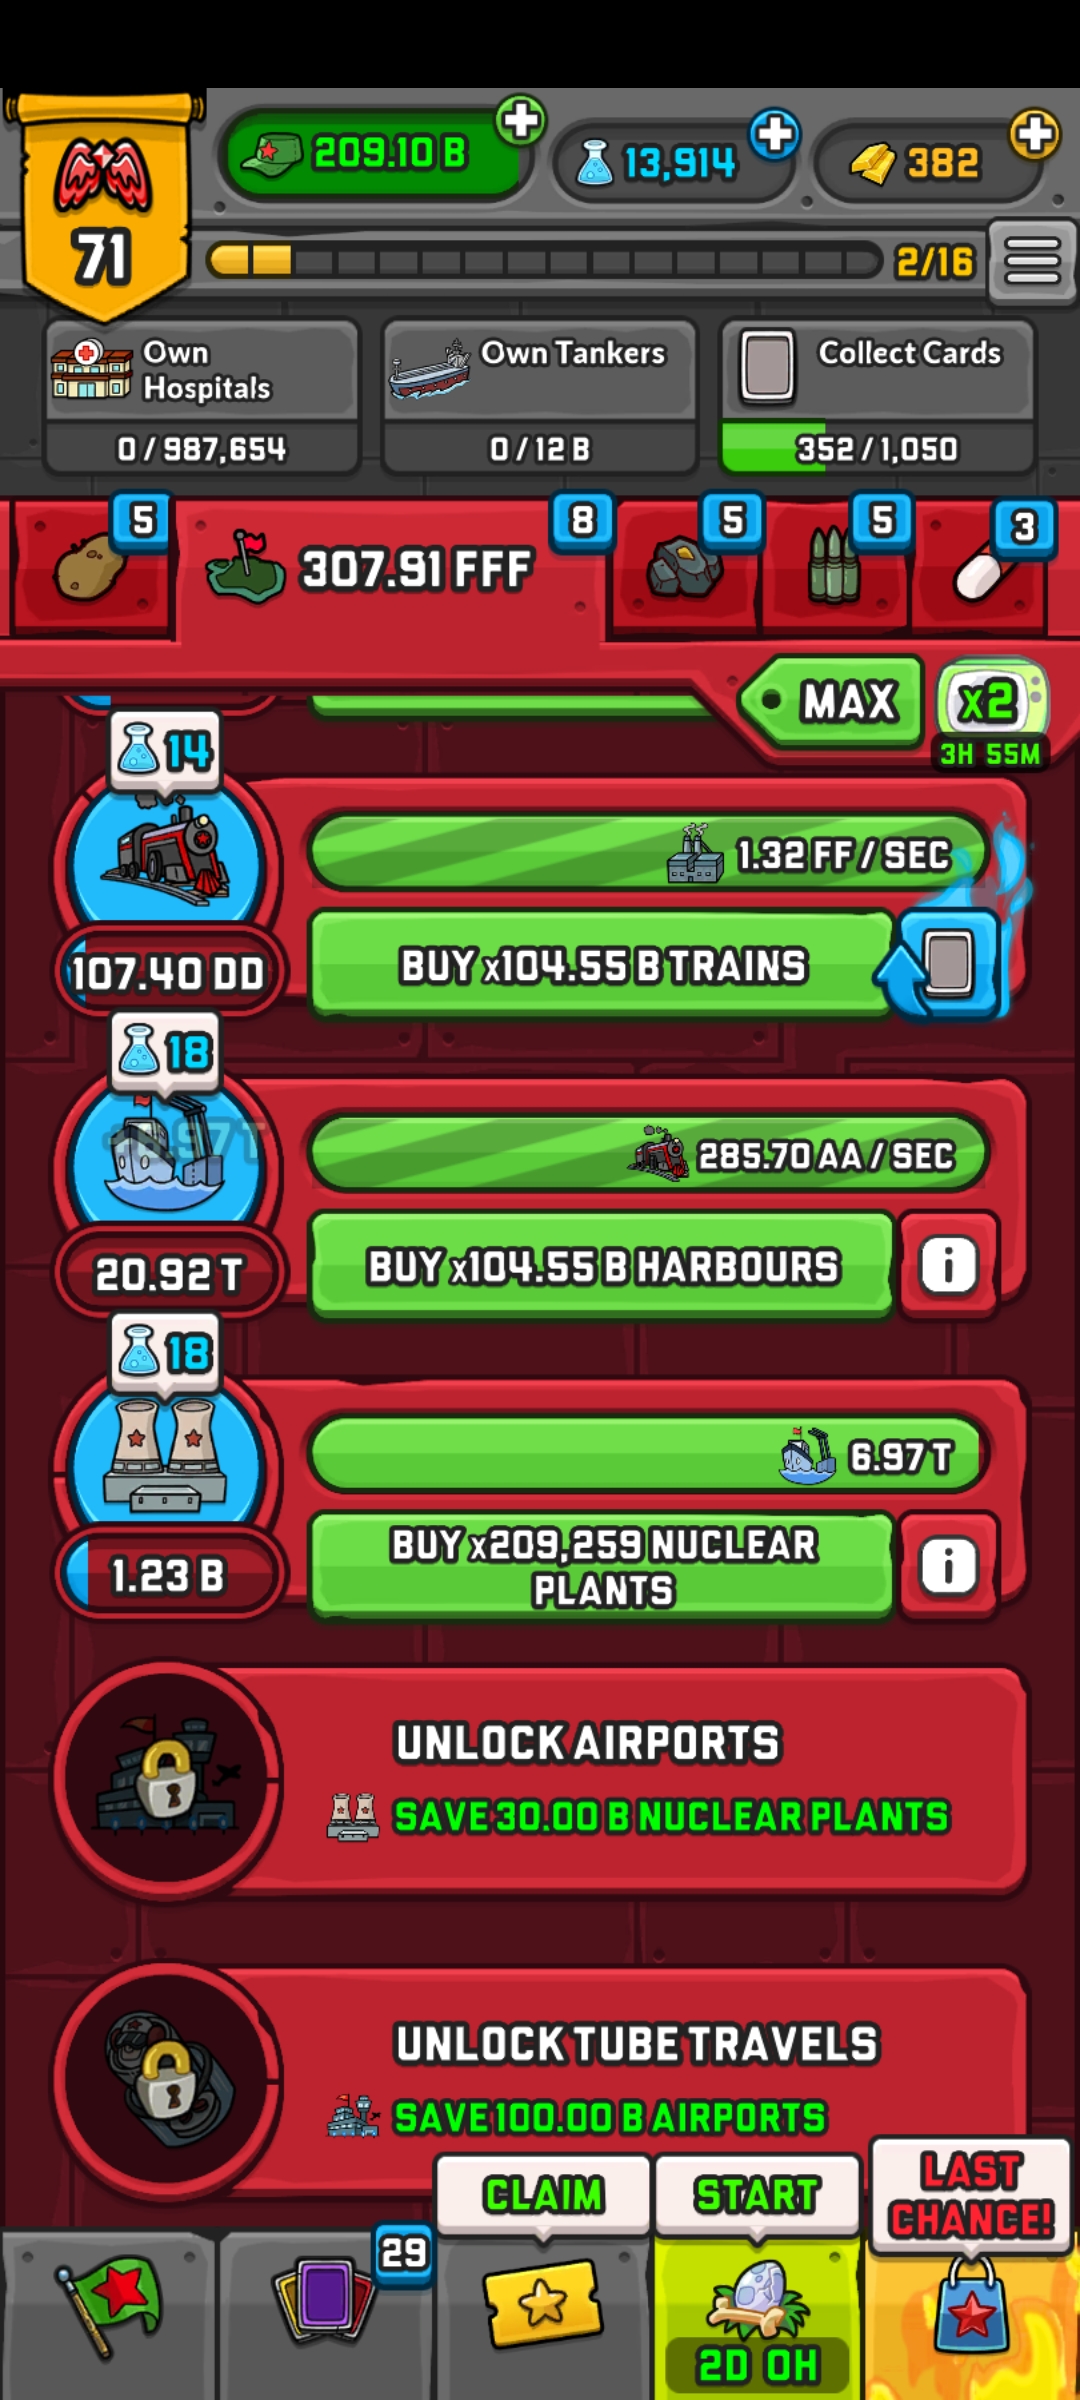 71
209.10 B
13,914
382
2/16
Own
Hospitals
0 / 987,654
Own Tankers
0 / 12 B
Collect Cards
352 / 1,050
5
307.91 FFF
8
5
5
3
MAX
x2
3H 55M
14
1.32 FF / SEC
107.40 DD
BUY x104.55 B TRAINS
18
285.70 AA / SEC
20.92 T
BUY x104.55 B HARBOURS
18
6.97 T
1.23 B
BUY x209,259 NUCLEAR
PLANTS
UNLOCK AIRPORTS
SAVE 30.00 B NUCLEAR PLANTS
UNLOCK TUBE TRAVELS
SAVE 100.00 B AIRPORTS
CLAIM
START
LAST
CHANCE!
29
2D 0H